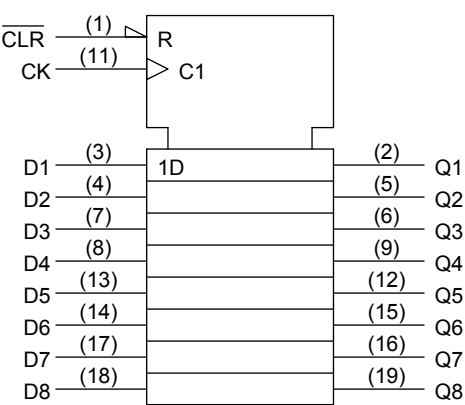 C̅L̅R̅ (1) R
CK (11) C1
D1 (3) 1D (2) Q1
D2 (4) (5) Q2
D3 (7) (6) Q3
D4 (8) (9) Q4
D5 (13) (12) Q5
D6 (14) (15) Q6
D7 (17) (16) Q7
D8 (18) (19) Q8